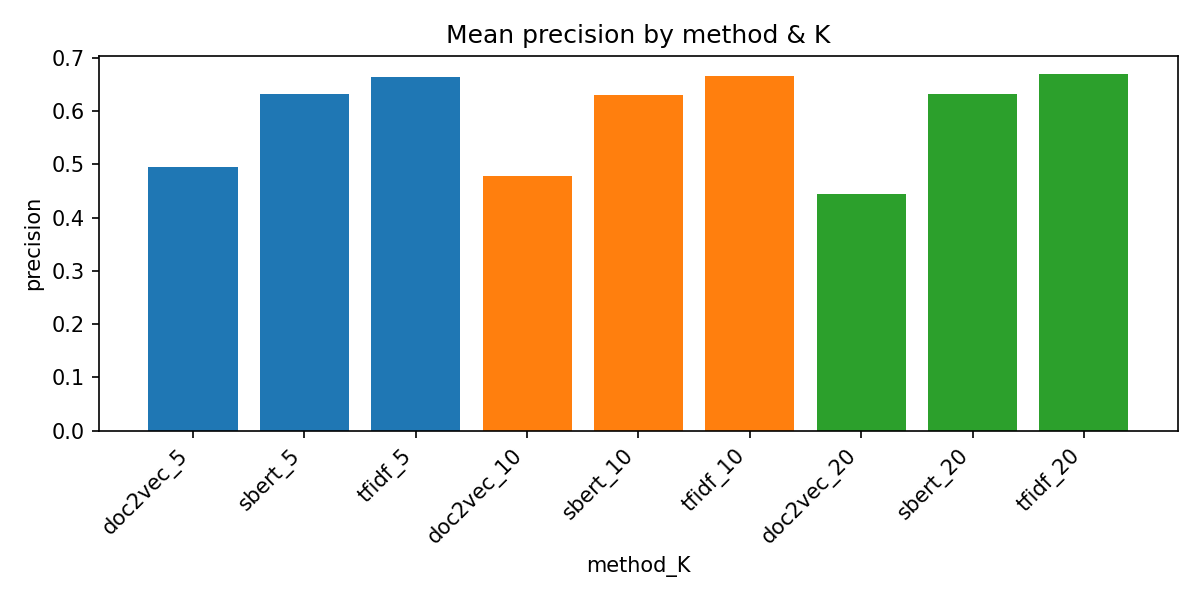 Mean precision by method & K
0.7
0.6
0.5
0.4
0.3
0.2
0.1
0.0
precision
doc2vec_5
sbert_5
tfidf_5
doc2vec_10
sbert_10
tfidf_10
doc2vec_20
sbert_20
tfidf_20
method_K